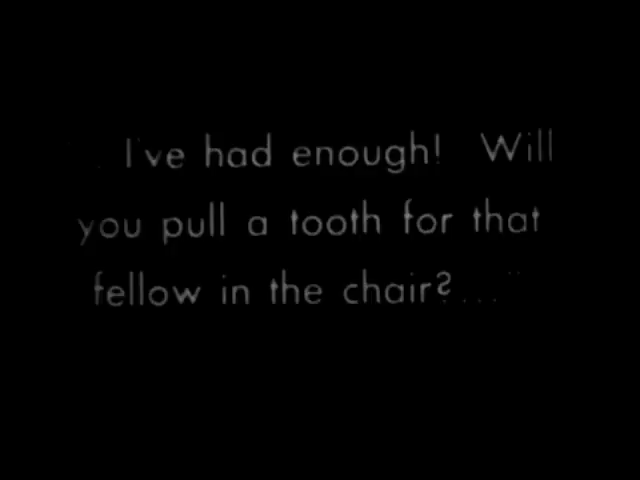 . I've had enough! Will
you pull a tooth for that
fellow in the chair?..."